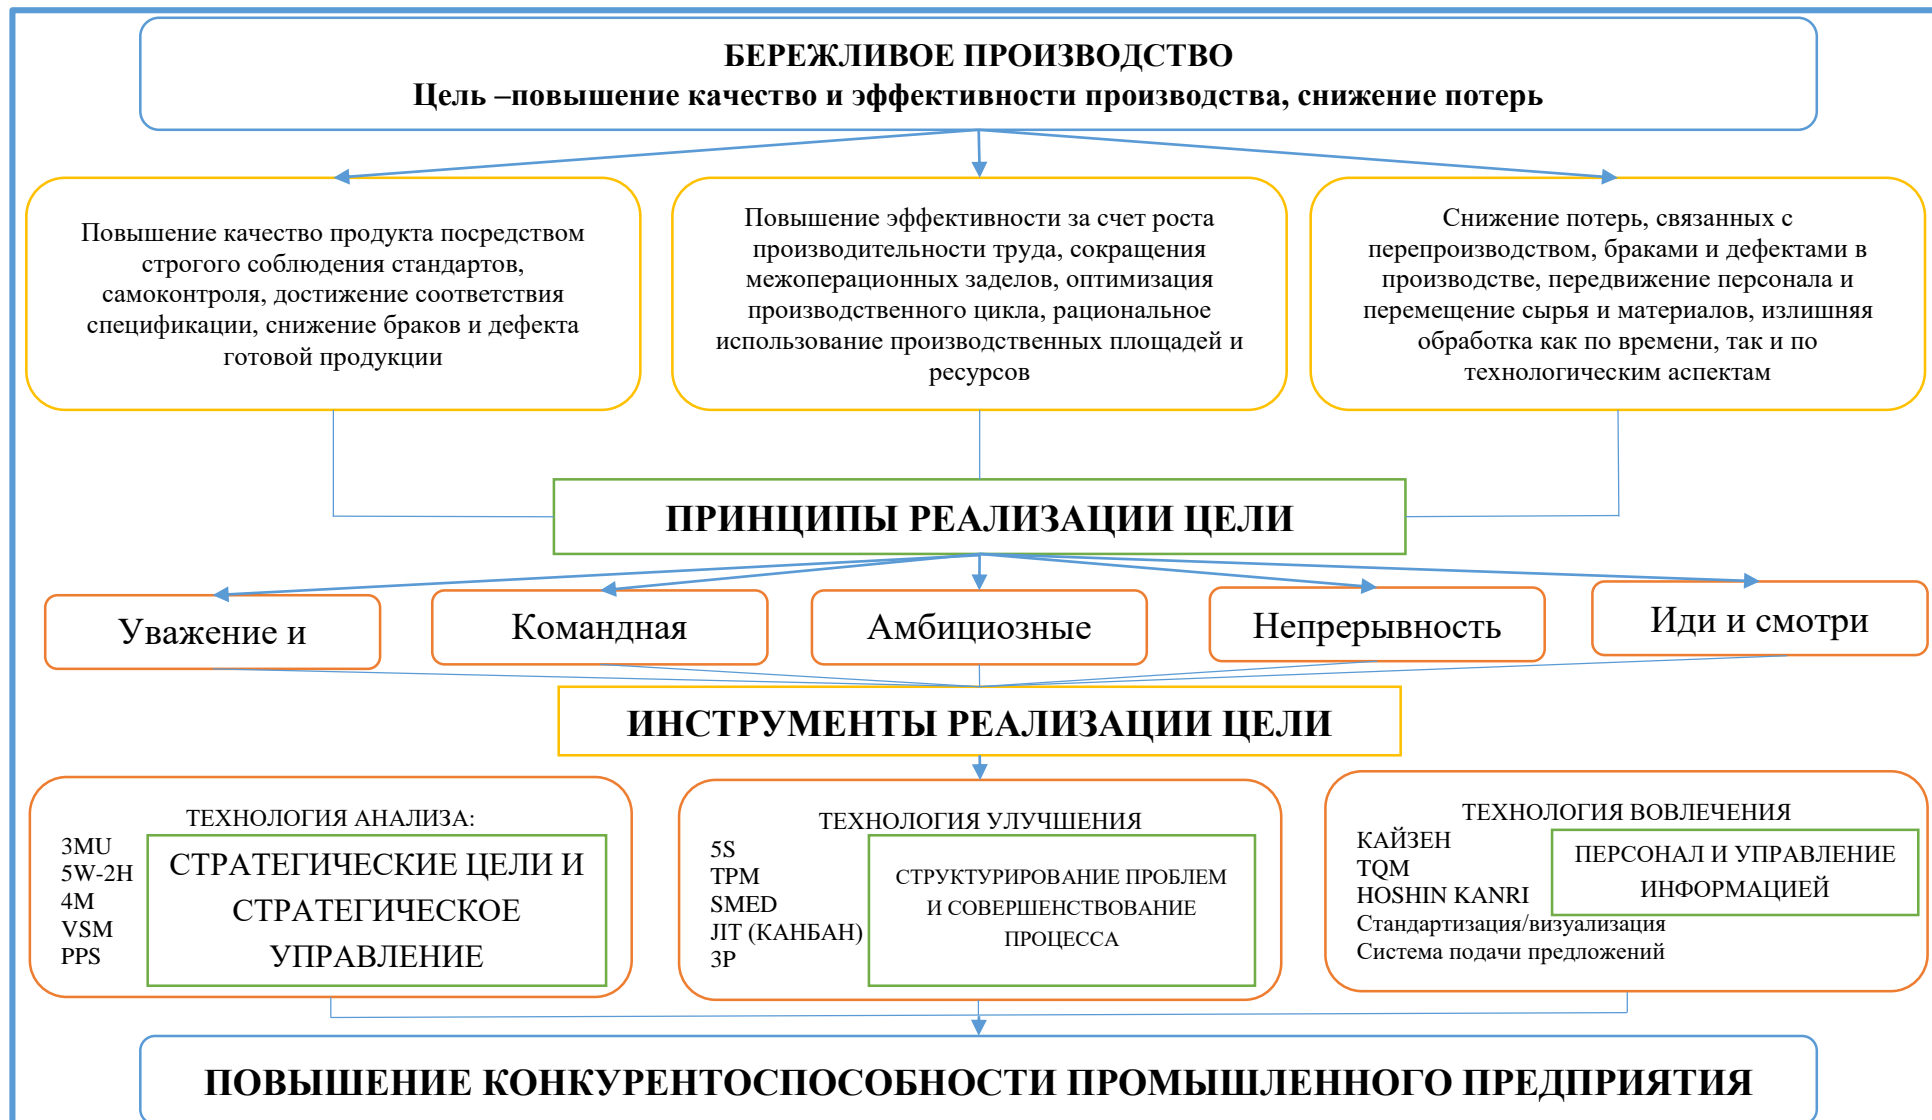 БЕРЕЖЛИВОЕ ПРОИЗВОДСТВО
Цель –повышение качество и эффективности производства, снижение потерь
Повышение качество продукта посредством
строгого соблюдения стандартов,
самоконтроля, достижение соответствия
спецификации, снижение браков и дефекта
готовой продукции
Повышение эффективности за счет роста
производительности труда, сокращения
межоперационных заделов, оптимизация
производственного цикла, рациональное
использование производственных площадей и
ресурсов
Снижение потерь, связанных с
перепроизводством, браками и дефектами в
производстве, передвижение персонала и
перемещение сырья и материалов, излишняя
обработка как по времени, так и по
технологическим аспектам
ПРИНЦИПЫ РЕАЛИЗАЦИИ ЦЕЛИ
Уважение и
Командная
Амбициозные
Непрерывность
Иди и смотри
ИНСТРУМЕНТЫ РЕАЛИЗАЦИИ ЦЕЛИ
ТЕХНОЛОГИЯ АНАЛИЗА:
3MU
5W-2H
4M
VSM
PPS
СТРАТЕГИЧЕСКИЕ ЦЕЛИ И
СТРАТЕГИЧЕСКОЕ
УПРАВЛЕНИЕ
ТЕХНОЛОГИЯ УЛУЧШЕНИЯ
5S
TPM
SMED
JIT (КАНБАН)
3P
СТРУКТУРИРОВАНИЕ ПРОБЛЕМ
И СОВЕРШЕНСТВОВАНИЕ
ПРОЦЕССА
ТЕХНОЛОГИЯ ВОВЛЕЧЕНИЯ
КАЙЗЕН
TQM
HOSHIN KANRI
Стандартизация/визуализация
Система подачи предложений
ПЕРСОНАЛ И УПРАВЛЕНИЕ
ИНФОРМАЦИЕЙ
ПОВЫШЕНИЕ КОНКУРЕНТОСПОСОБНОСТИ ПРОМЫШЛЕННОГО ПРЕДПРИЯТИЯ